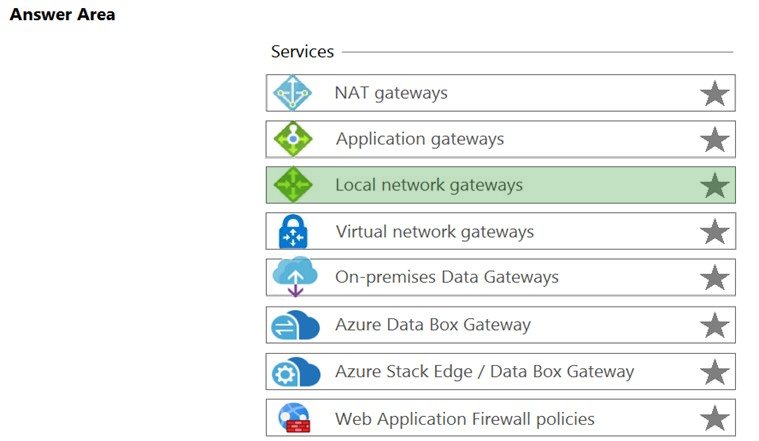 Answer Area
Services
NAT gateways
Application gateways
Local network gateways
Virtual network gateways
On-premises Data Gateways
Azure Data Box Gateway
Azure Stack Edge / Data Box Gateway
Web Application Firewall policies